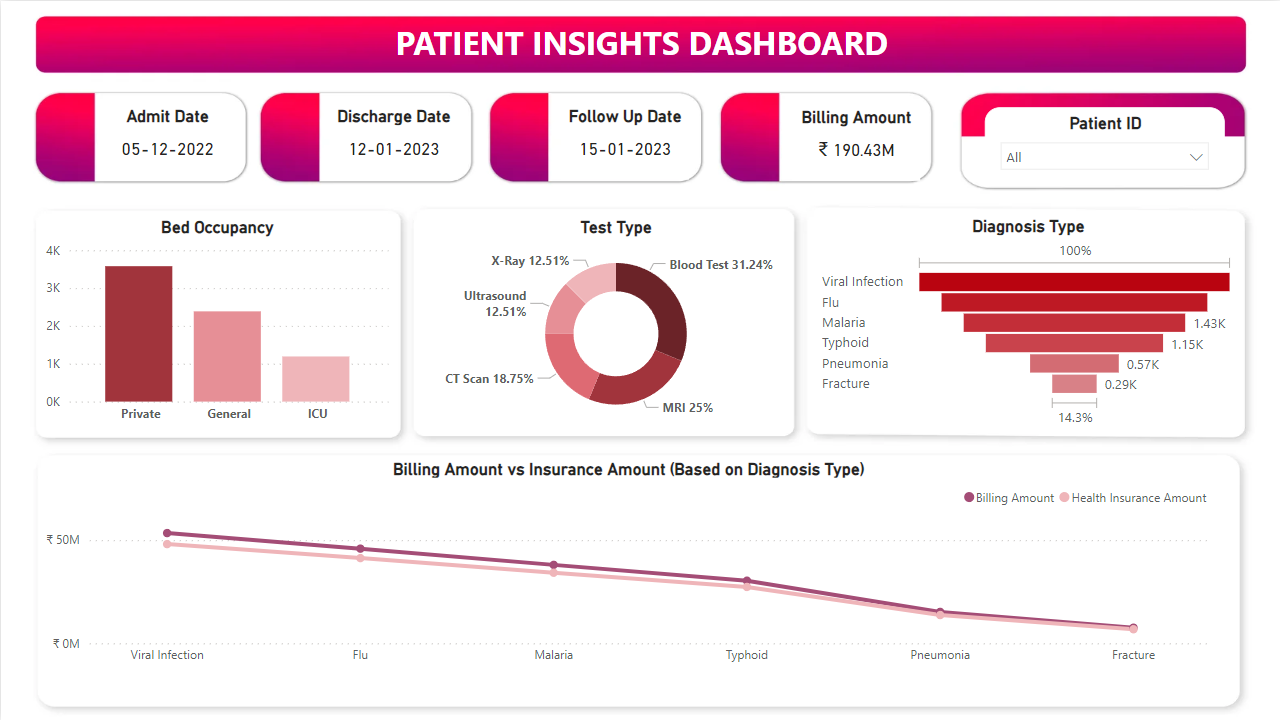 PATIENT INSIGHTS DASHBOARD
Admit Date
05-12-2022
Discharge Date
12-01-2023
Follow Up Date
15-01-2023
Billing Amount
₹ 190.43M
Patient ID
All
Bed Occupancy
4K
3K
2K
1K
0K
Private General ICU
Test Type
X-Ray 12.51%
Blood Test 31.24%
Ultrasound
12.51%
CT Scan 18.75%
MRI 25%
Diagnosis Type
100%
Viral Infection
Flu
Malaria 1.43K
Typhoid 1.15K
Pneumonia 0.57K
Fracture 0.29K
14.3%
Billing Amount vs Insurance Amount (Based on Diagnosis Type)
Billing Amount Health Insurance Amount
₹ 50M
₹ 0M
Viral Infection Flu Malaria Typhoid Pneumonia Fracture